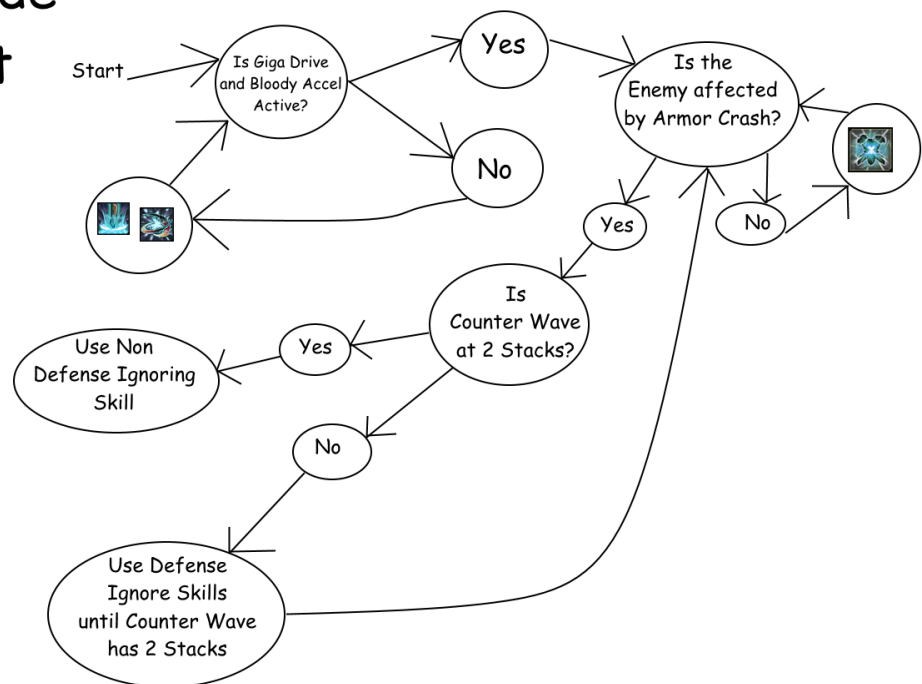 de
t
Start
Is Giga Drive
and Bloody Accel
Active?
Yes
No
Is the
Enemy affected
by Armor Crash?
Yes
No
Is
Counter Wave
at 2 Stacks?
Yes
Use Non
Defense Ignoring
Skill
No
Use Defense
Ignore Skills
until Counter Wave
has 2 Stacks